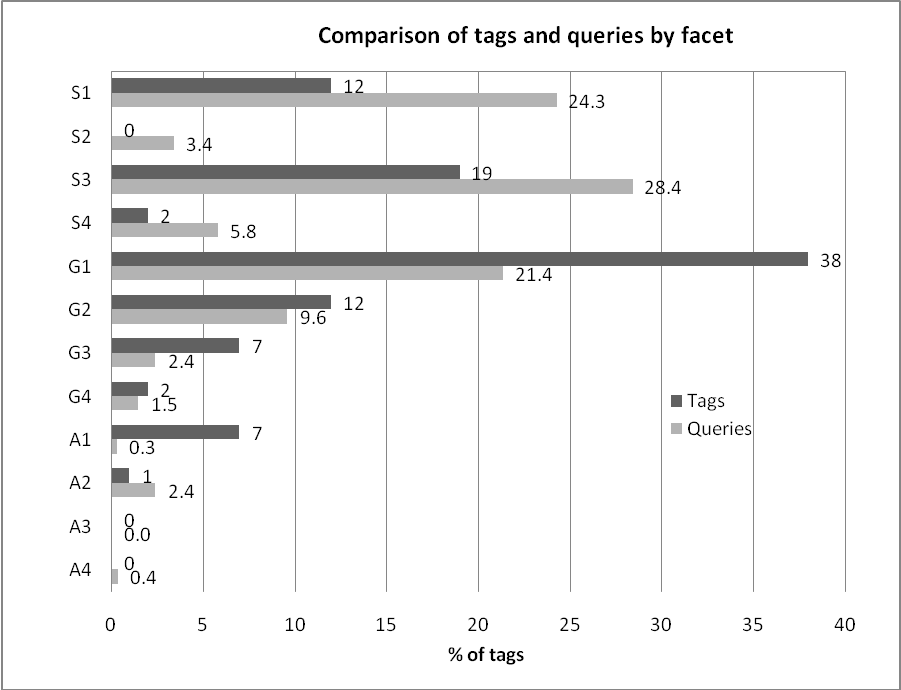 Comparison of tags and queries by facet
S1
12
24.3
S2
0
3.4
S3
19
28.4
S4
2
5.8
G1
38
21.4
G2
12
9.6
G3
7
2.4
G4
2
1.5
A1
7
0.3
A2
1
2.4
A3
0
0.0
A4
0
0.4
Tags
Queries
0 5 10 15 20 25 30 35 40
% of tags